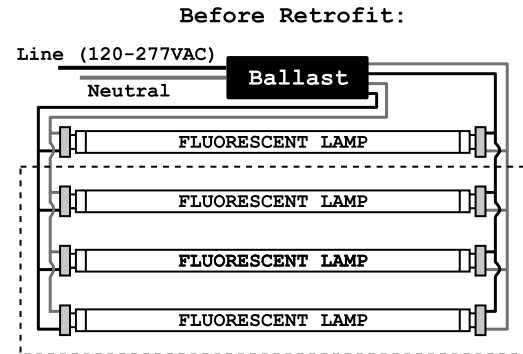 Before Retrofit:
Line (120-277VAC)
Ballast
Neutral
FLUORESCENT LAMP
FLUORESCENT LAMP
FLUORESCENT LAMP
FLUORESCENT LAMP